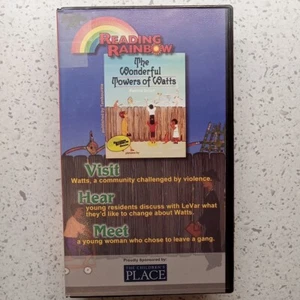 READING
RAINBOW
The
Wonderful
Towers of Watts
Visit
Watts, a community challenged by violence.
Hear
young residents discuss with LeVar what
they'd like to change about Watts.
Meet
a young woman who chose to leave a gang.
Proudly Sponsored by:
THE CHILDREN'S
PLACE